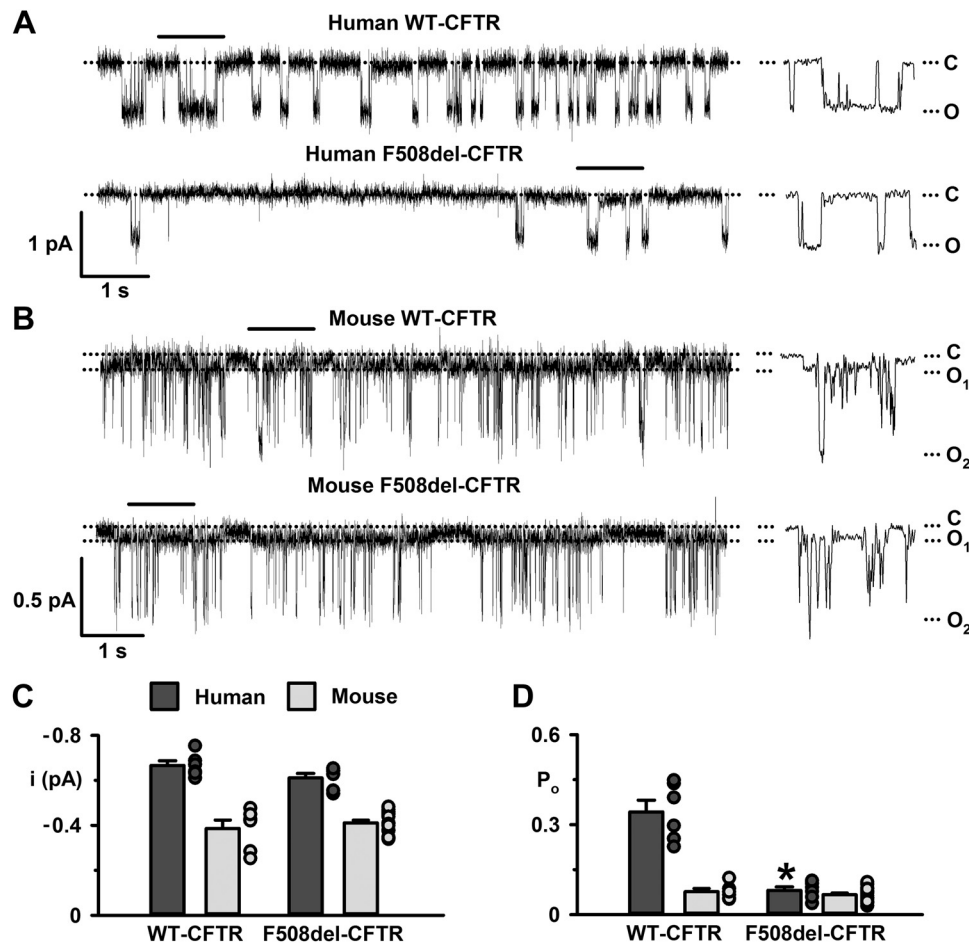 A
Human WT-CFTR
C
O
Human F508del-CFTR
C
O
1 pA
1 s
B
Mouse WT-CFTR
C
O1
O2
Mouse F508del-CFTR
C
O1
O2
0.5 pA
1 s
C
Human
Mouse
D
-0.8
i (pA)
-0.4
0
WT-CFTR
F508del-CFTR
0.6
Po
0.3
0
*
WT-CFTR
F508del-CFTR